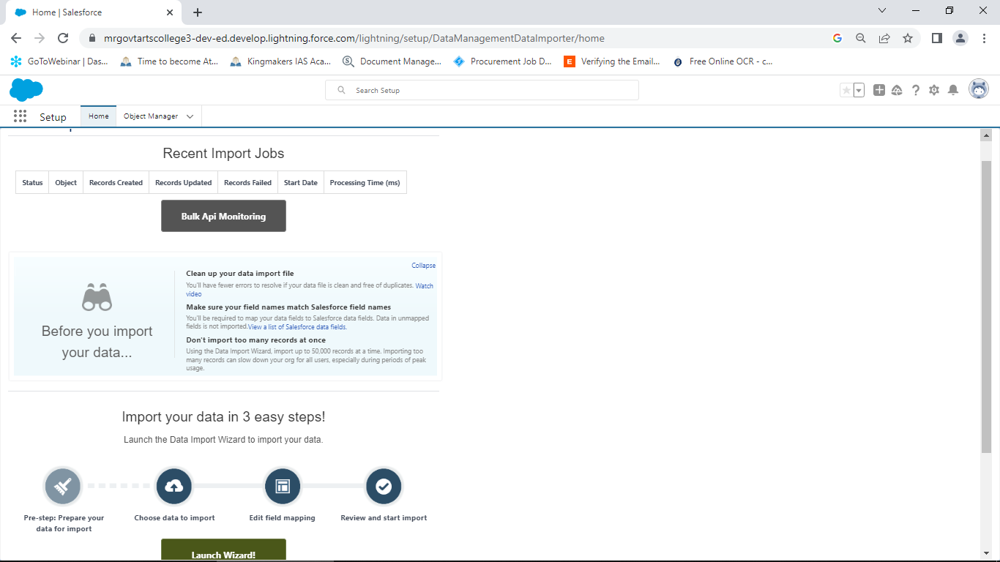 Home | Salesforce
mrgovtartscollege3-dev-ed.develop.lightning.force.com/lightning/setup/DataManagementDataImporter/home
GoToWebinar | Das...
Time to become At...
Kingmakers IAS Aca...
Document Manage...
Procurement Job D...
Verifying the Email...
Free Online OCR - c...
Search Setup
Setup
Home
Object Manager
Recent Import Jobs
Status
Object
Records Created
Records Updated
Records Failed
Start Date
Processing Time (ms)
Bulk Api Monitoring
Collapse
Before you import
your data...
Clean up your data import file
You'll have fewer errors to resolve if your data file is clean and free of duplicates. Watch
video
Make sure your field names match Salesforce field names
You'll be required to map your data fields to Salesforce data fields. Data in unmapped
fields is not imported.View a list of Salesforce data fields.
Don't import too many records at once
Using the Data Import Wizard, import up to 50,000 records at a time. Importing too
many records can slow down your org for all users, especially during periods of peak
usage.
Import your data in 3 easy steps!
Launch the Data Import Wizard to import your data.
Pre-step: Prepare your
data for import
Choose data to import
Edit field mapping
Review and start import
Launch Wizard!